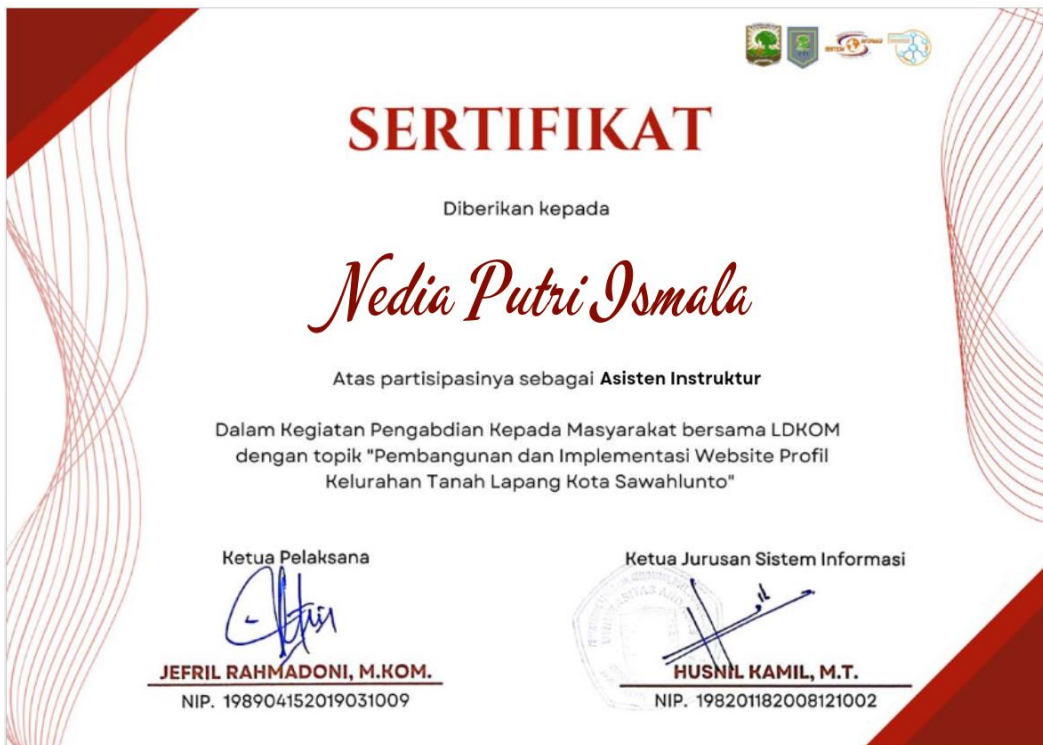 SERTIFIKAT
Diberikan kepada
Nedia Putri Ismala
Atas partisipasinya sebagai Asisten Instruktur
Dalam Kegiatan Pengabdian Kepada Masyarakat bersama LDKOM
dengan topik "Pembangunan dan Implementasi Website Profil
Kelurahan Tanah Lapang Kota Sawahlunto"
Ketua Pelaksana
JEFRIL RAHMADONI, M.KOM.
NIP. 198904152019031009
Ketua Jurusan Sistem Informasi
HUSNIL KAMIL, M.T.
NIP. 198201182008121002